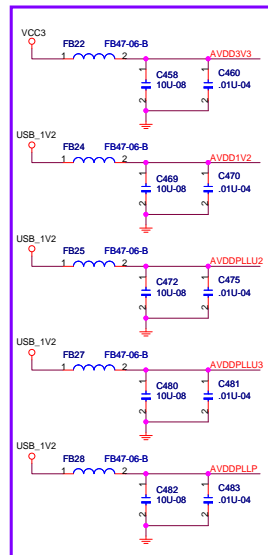 VCC3
FB22 FB47-06-B
1 2
AVDD3V3
1 1
C458 C460
10U-08 .01U-04
2 2
USB_1V2
FB24 FB47-06-B
1 2
AVDD1V2
1 1
C469 C470
10U-08 .01U-04
2 2
USB_1V2
FB25 FB47-06-B
1 2
AVDDPLLU2
1 1
C472 C475
10U-08 .01U-04
2 2
USB_1V2
FB27 FB47-06-B
1 2
AVDDPLLU3
1 1
C480 C481
10U-08 .01U-04
2 2
USB_1V2
FB28 FB47-06-B
1 2
AVDDPLLP
1 1
C482 C483
10U-08 .01U-04
2 2